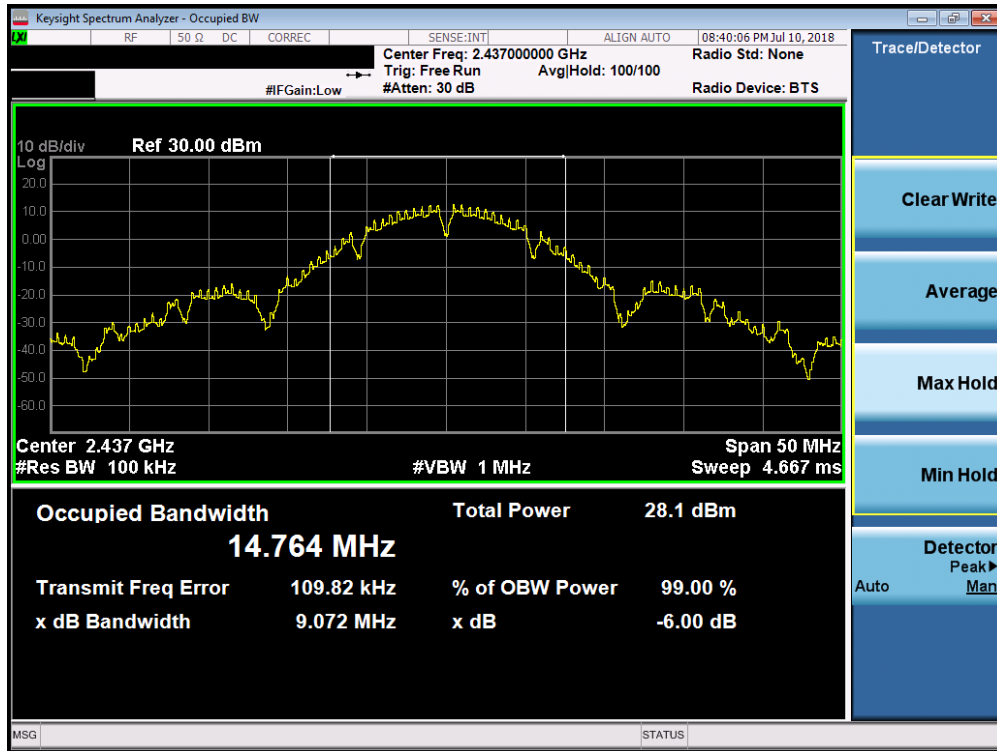 Keysight Spectrum Analyzer - Occupied BW
LXI RF 50 Ω DC CORREC SENSE:INT ALIGN AUTO 08:40:06 PM Jul 10, 2018
Center Freq: 2.437000000 GHz Radio Std: None
Trig: Free Run Avg|Hold: 100/100
#IFGain:Low #Atten: 30 dB Radio Device: BTS
Trace/Detector
10 dB/div Ref 30.00 dBm
Log
20.0
10.0
0.00
-10.0
-20.0
-30.0
-40.0
-50.0
-60.0
Center 2.437 GHz Span 50 MHz
#Res BW 100 kHz #VBW 1 MHz Sweep 4.667 ms
Occupied Bandwidth Total Power 28.1 dBm
14.764 MHz
Transmit Freq Error 109.82 kHz % of OBW Power 99.00 %
x dB Bandwidth 9.072 MHz x dB -6.00 dB
Clear Write
Average
Max Hold
Min Hold
Detector
Peak▶
Auto Man
MSG STATUS